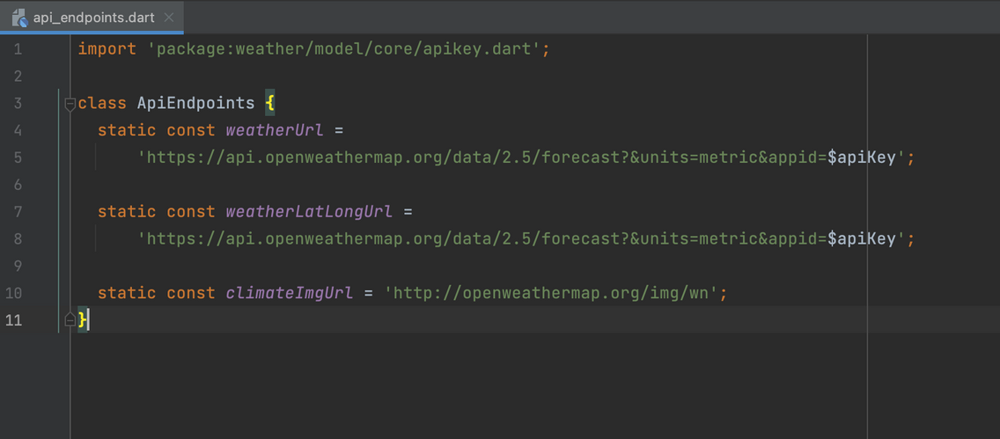 api_endpoints.dart
1 import 'package:weather/model/core/apikey.dart';
2
3 class ApiEndpoints {
4 static const weatherUrl =
5 'https://api.openweathermap.org/data/2.5/forecast?&units=metric&appid=$apiKey';
6
7 static const weatherLatLongUrl =
8 'https://api.openweathermap.org/data/2.5/forecast?&units=metric&appid=$apiKey';
9
10 static const climateImgUrl = 'http://openweathermap.org/img/wn';
11 }